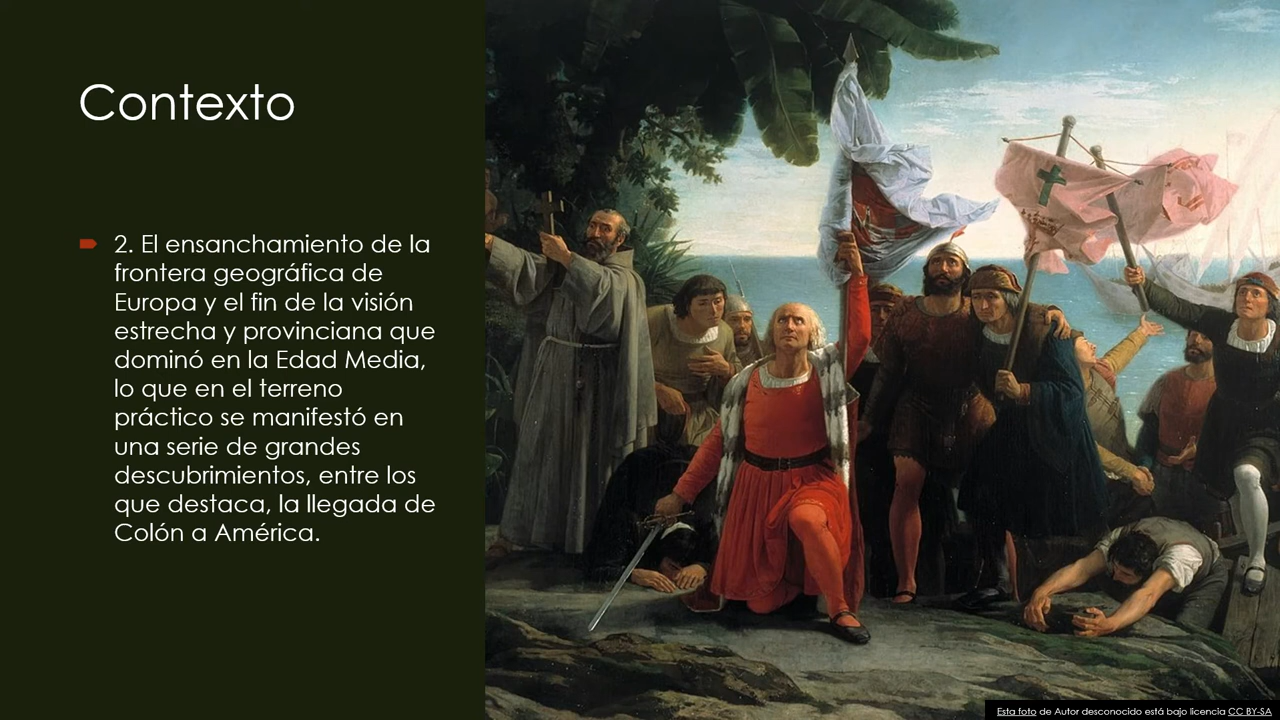 Contexto
2. El ensanchamiento de la
frontera geográfica de
Europa y el fin de la visión
estrecha y provinciana que
dominó en la Edad Media,
lo que en el terreno
práctico se manifestó en
una serie de grandes
descubrimientos, entre los
que destaca, la llegada de
Colón a América.
Esta foto de Autor desconocido está bajo licencia CC BY-SA